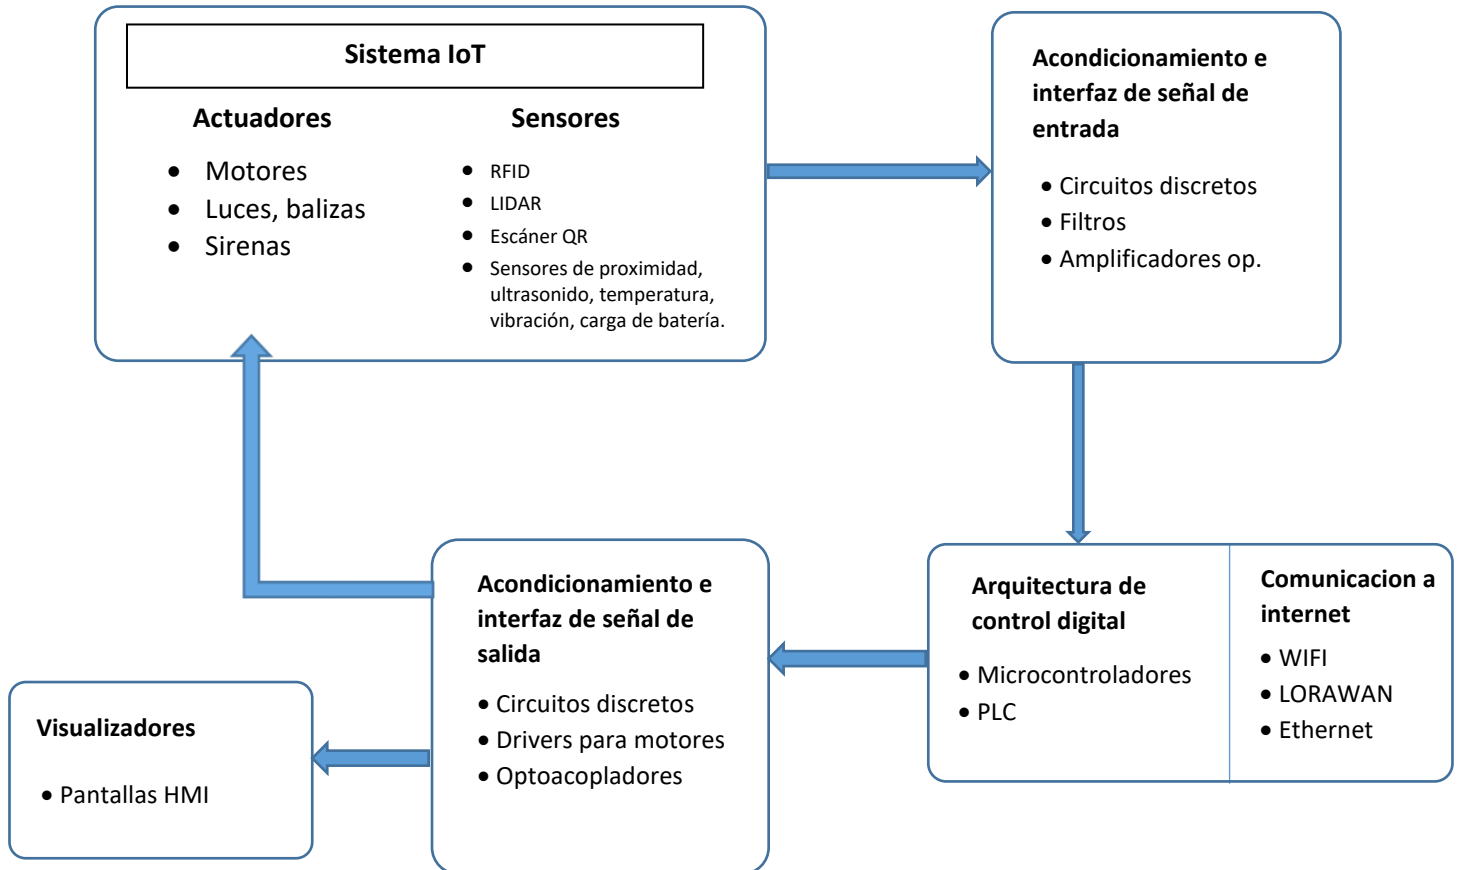 Sistema IoT
Actuadores
• Motores
• Luces, balizas
• Sirenas
Sensores
• RFID
• LIDAR
• Escáner QR
• Sensores de proximidad,
ultrasonido, temperatura,
vibración, carga de batería.
Acondicionamiento e
interfaz de señal de
entrada
• Circuitos discretos
• Filtros
• Amplificadores op.
Arquitectura de
control digital
• Microcontroladores
• PLC
Comunicacion a
internet
• WIFI
• LORAWAN
• Ethernet
Acondicionamiento e
interfaz de señal de
salida
• Circuitos discretos
• Drivers para motores
• Optoacopladores
Visualizadores
• Pantallas HMI